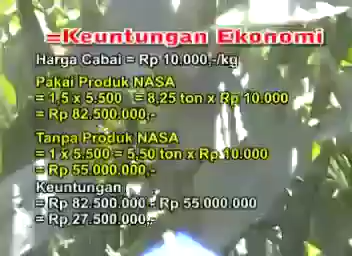 =Keuntungan Ekonomi
Harga Cabai = Rp 10.000,-/kg
Pakai Produk NASA
= 1,5 x 5.500 = 8,25 ton x Rp 10.000
= Rp 82.500.000,-
Tanpa Produk NASA
= 1 x 5.500 = 5,50 ton x Rp 10.000
= Rp 55.000.000,-
Keuntungan
= Rp 82.500.000 - Rp 55.000.000
= Rp 27.500.000,-